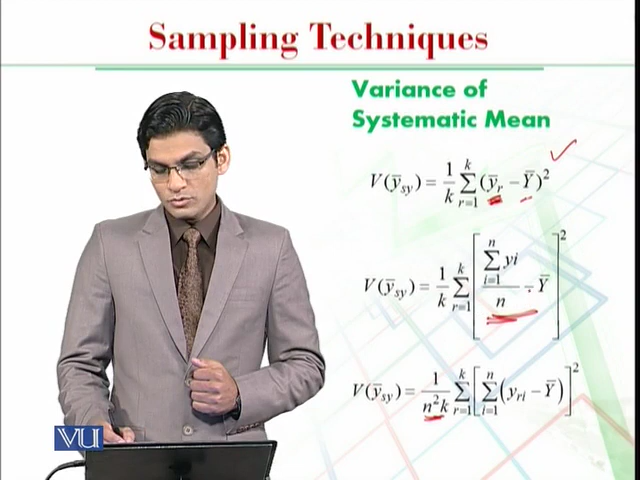 Sampling Techniques
Variance of
Systematic Mean
V(ȳ_sy) = 1/k ∑_{r=1}^{k} (ȳ_r − Ȳ)²
V(ȳ_sy) = 1/k ∑_{r=1}^{k} [ (∑_{i=1}^{n} yi)/n − Ȳ ]²
V(ȳ_sy) = 1/(n²k) ∑_{r=1}^{k} [ ∑_{i=1}^{n} (y_ri − Ȳ) ]²
VU